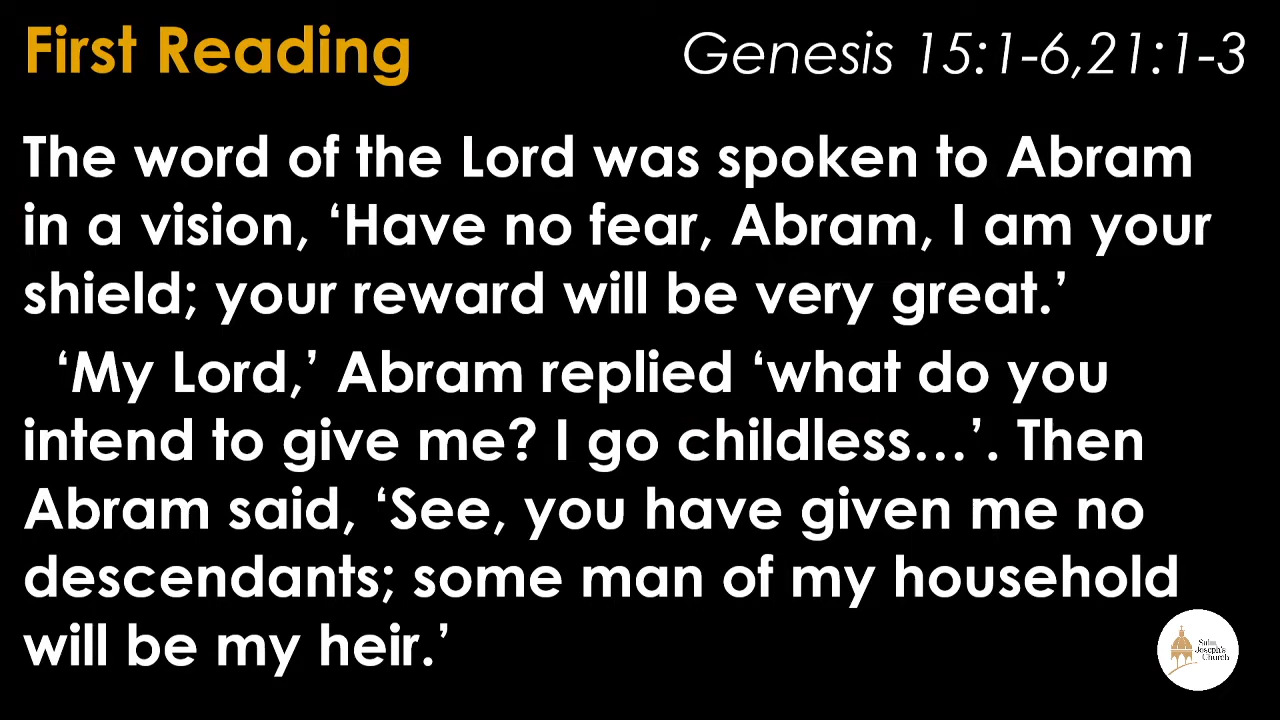 First Reading Genesis 15:1-6,21:1-3
The word of the Lord was spoken to Abram
in a vision, ‘Have no fear, Abram, I am your
shield; your reward will be very great.’
‘My Lord,’ Abram replied ‘what do you
intend to give me? I go childless…’. Then
Abram said, ‘See, you have given me no
descendants; some man of my household
will be my heir.’
Saint
Joseph's
Church